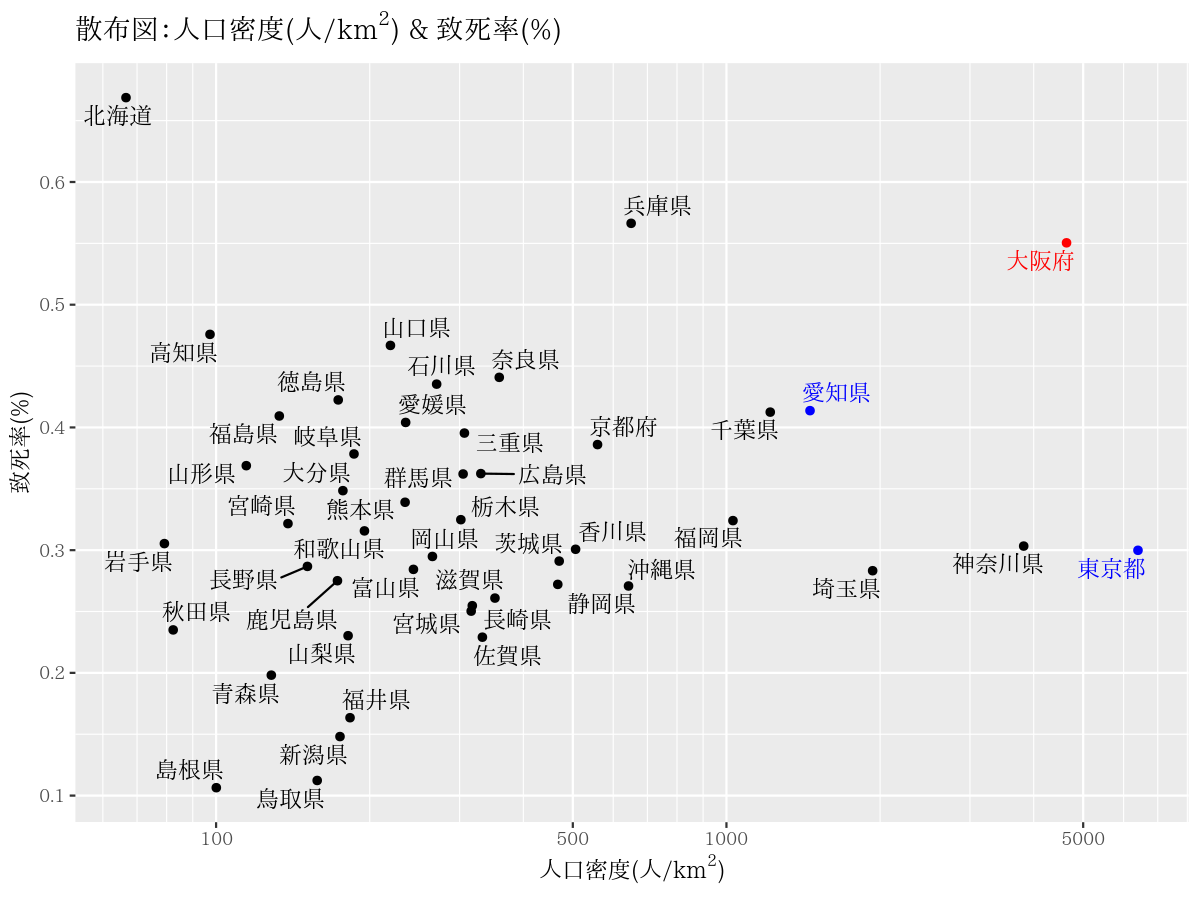 散布図:人口密度(人/km²) & 致死率(%)
北海道
兵庫県
大阪府
高知県
山口県
石川県
奈良県
徳島県
愛媛県
愛知県
福島県
岐阜県
三重県
京都府
千葉県
山形県
大分県
群馬県
広島県
宮崎県
熊本県
栃木県
岩手県
和歌山県
岡山県
茨城県
香川県
福岡県
長野県
富山県
滋賀県
沖縄県
神奈川県
東京都
秋田県
鹿児島県
宮城県
長崎県
静岡県
埼玉県
山梨県
佐賀県
青森県
福井県
新潟県
島根県
鳥取県
0.6
0.5
0.4
0.3
0.2
0.1
致死率(%)
100
500
1000
5000
人口密度(人/km²)